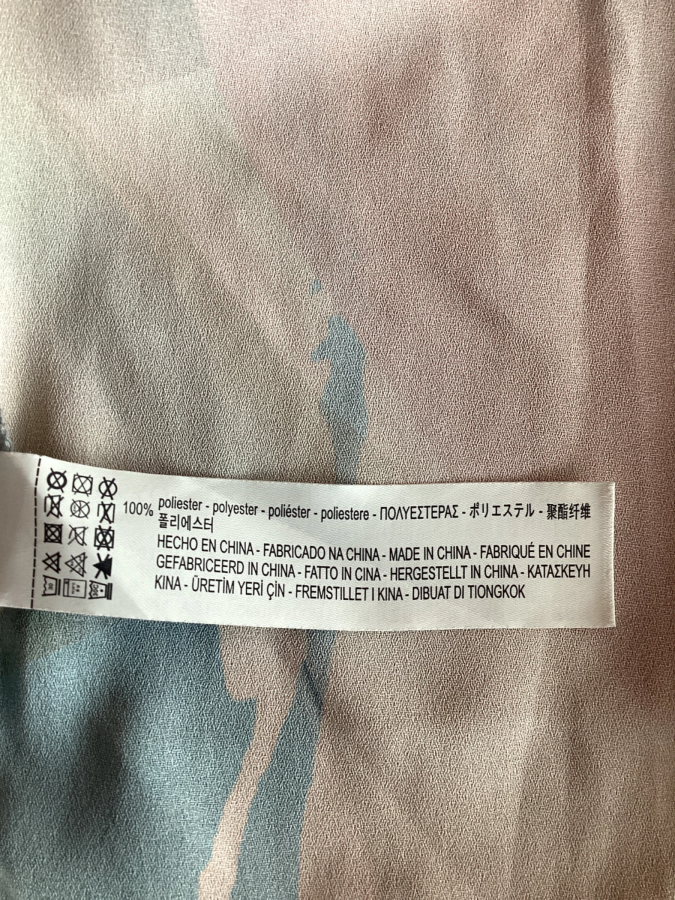 100% poliester - polyester - poliéster - poliestere - ΠΟΛΥΕΣΤΕΡΑΣ - ポリエステル - 聚酯纤维
폴리에스터
HECHO EN CHINA - FABRICADO NA CHINA - MADE IN CHINA - FABRIQUÉ EN CHINE
GEFABRICEERD IN CHINA - FATTO IN CINA - HERGESTELLT IN CHINA - ΚΑΤΑΣΚΕΥΗ
ΚΙΝΑ - ÜRETİM YERİ ÇİN - FREMSTILLET I KINA - DIBUAT DI TIONGKOK